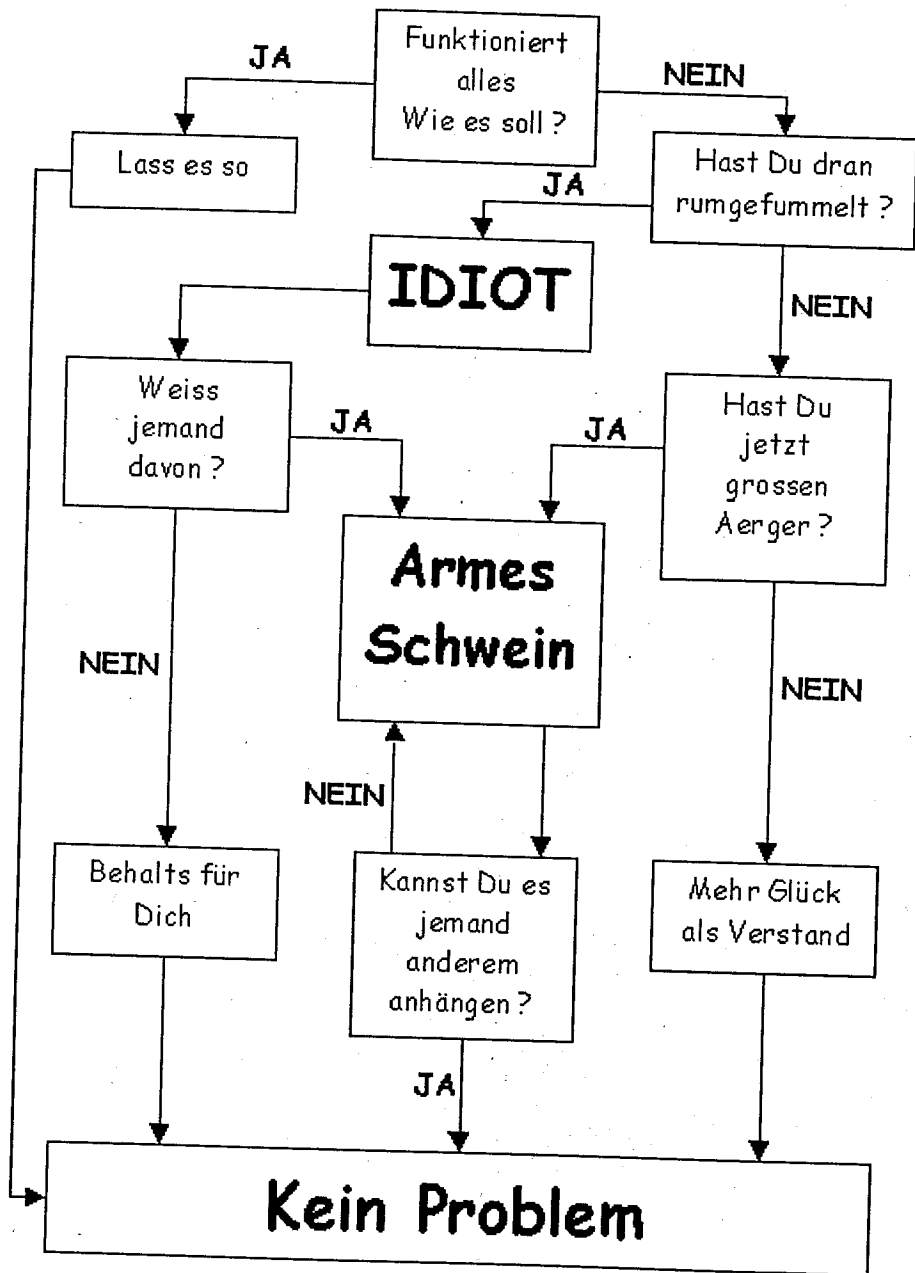 Funktioniert
alles
Wie es soll ?
JA
NEIN
Lass es so
Hast Du dran
rumgefummelt ?
JA
IDIOT
NEIN
Weiss
jemand
davon ?
JA
Hast Du
jetzt
grossen
Aerger ?
JA
Armes
Schwein
NEIN
NEIN
NEIN
Behalts für
Dich
Kannst Du es
jemand
anderem
anhängen ?
Mehr Glück
als Verstand
JA
Kein Problem